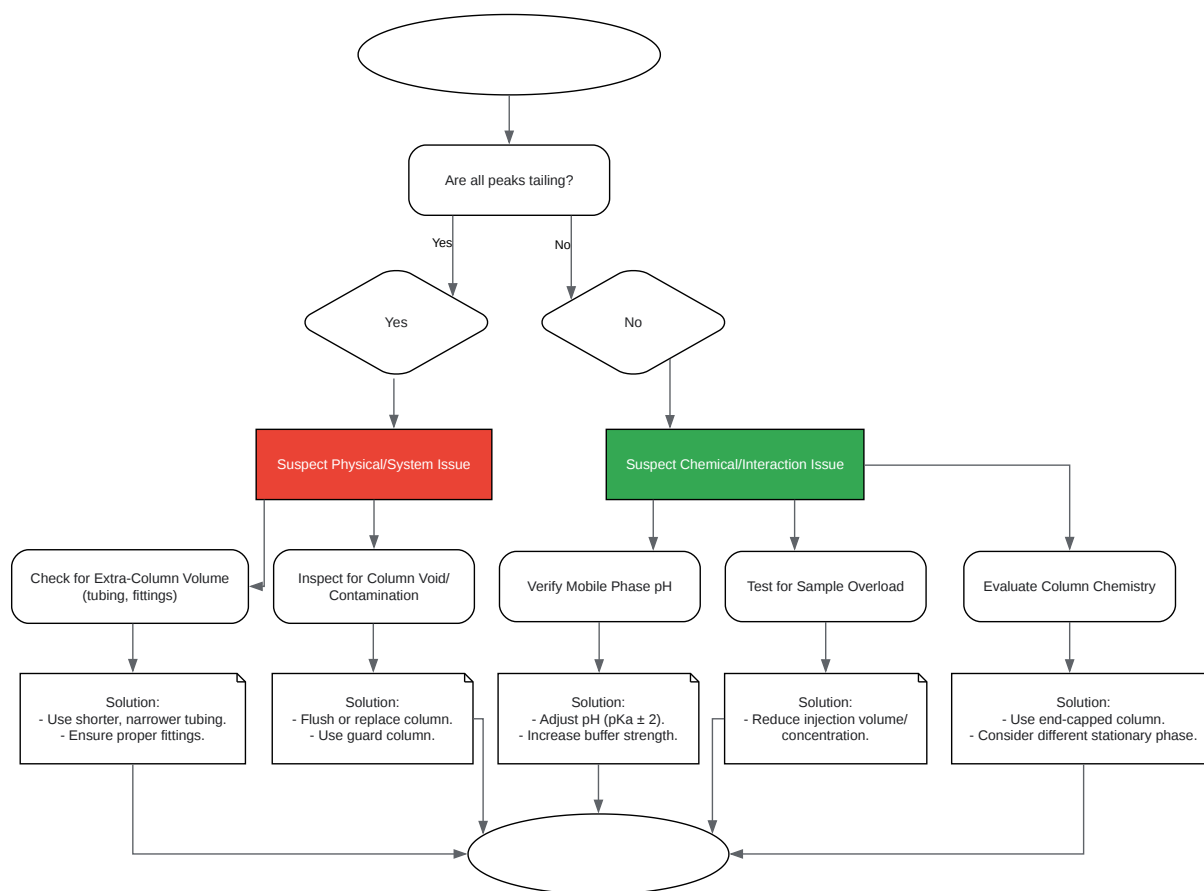 Are all peaks tailing?
Yes
No
Yes
No
Suspect Physical/System Issue
Suspect Chemical/Interaction Issue
Check for Extra-Column Volume
(tubing, fittings)
Inspect for Column Void/
Contamination
Verify Mobile Phase pH
Test for Sample Overload
Evaluate Column Chemistry
Solution:
- Use shorter, narrower tubing.
- Ensure proper fittings.
Solution:
- Flush or replace column.
- Use guard column.
Solution:
- Adjust pH (pKa ± 2).
- Increase buffer strength.
Solution:
- Reduce injection volume/
concentration.
Solution:
- Use end-capped column.
- Consider different stationary phase.